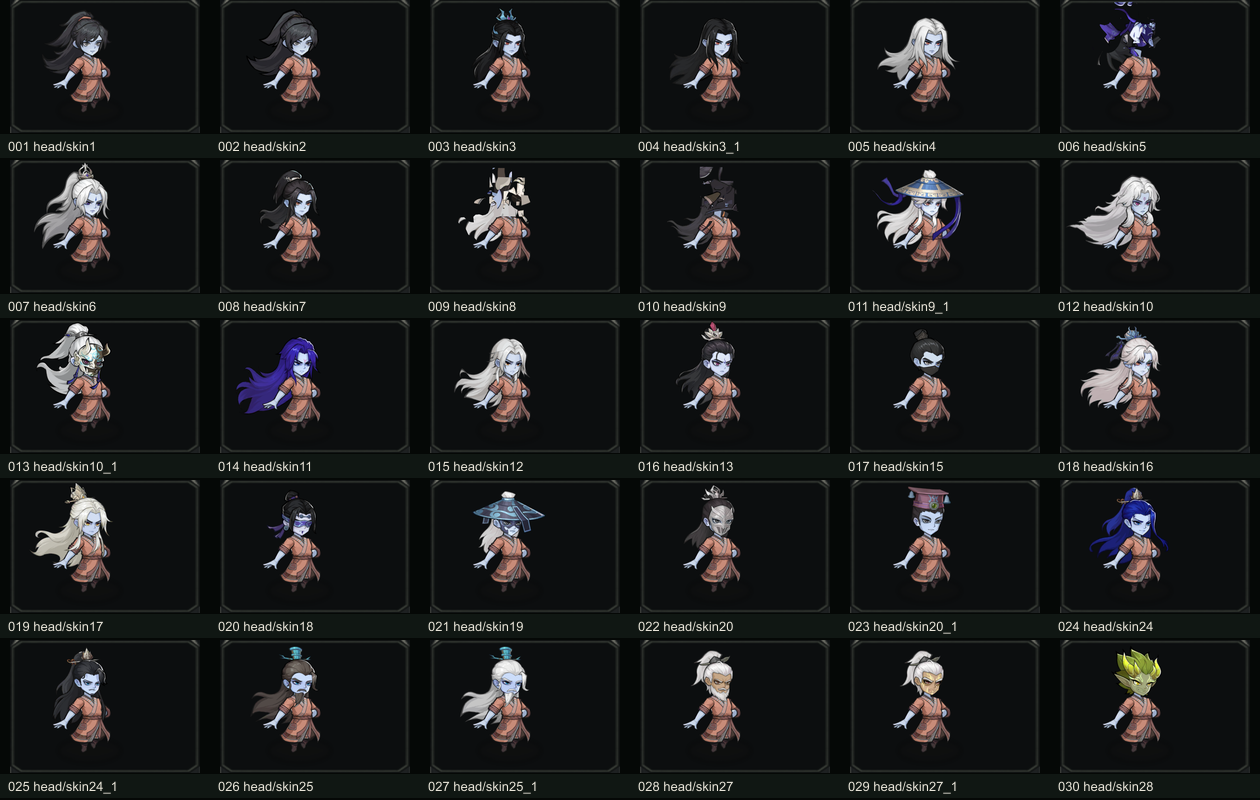 001 head/skin1
002 head/skin2
003 head/skin3
004 head/skin3_1
005 head/skin4
006 head/skin5
007 head/skin6
008 head/skin7
009 head/skin8
010 head/skin9
011 head/skin9_1
012 head/skin10
013 head/skin10_1
014 head/skin11
015 head/skin12
016 head/skin13
017 head/skin15
018 head/skin16
019 head/skin17
020 head/skin18
021 head/skin19
022 head/skin20
023 head/skin20_1
024 head/skin24
025 head/skin24_1
026 head/skin25
027 head/skin25_1
028 head/skin27
029 head/skin27_1
030 head/skin28